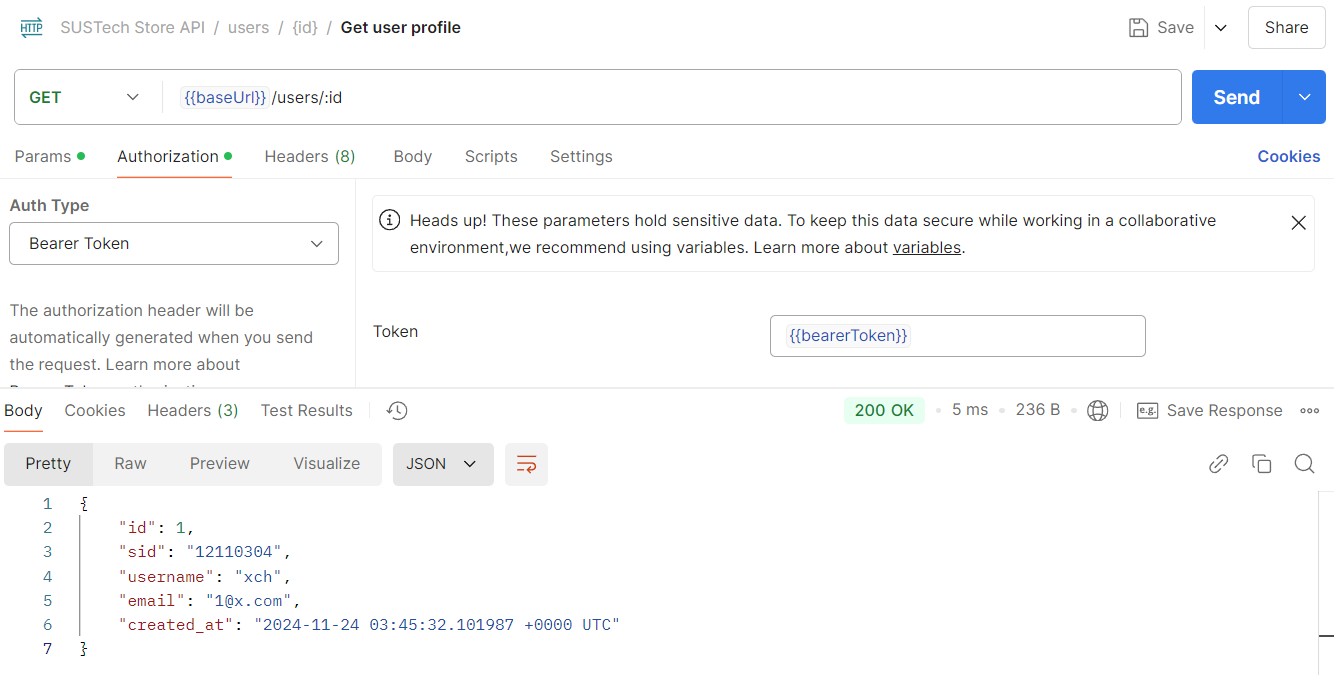 HTTP SUSTech Store API / users / {id} / Get user profile Save Share
GET {{baseUrl}} /users/:id Send
Params Authorization Headers (8) Body Scripts Settings Cookies
Auth Type
Bearer Token
The authorization header will be
automatically generated when you send
the request. Learn more about
Heads up! These parameters hold sensitive data. To keep this data secure while working in a collaborative
environment,we recommend using variables. Learn more about variables.
Token {{bearerToken}}
Body Cookies Headers (3) Test Results 200 OK 5 ms 236 B e.g. Save Response
Pretty Raw Preview Visualize JSON
1 {
2 "id": 1,
3 "sid": "12110304",
4 "username": "xch",
5 "email": "1@x.com",
6 "created_at": "2024-11-24 03:45:32.101987 +0000 UTC"
7 }